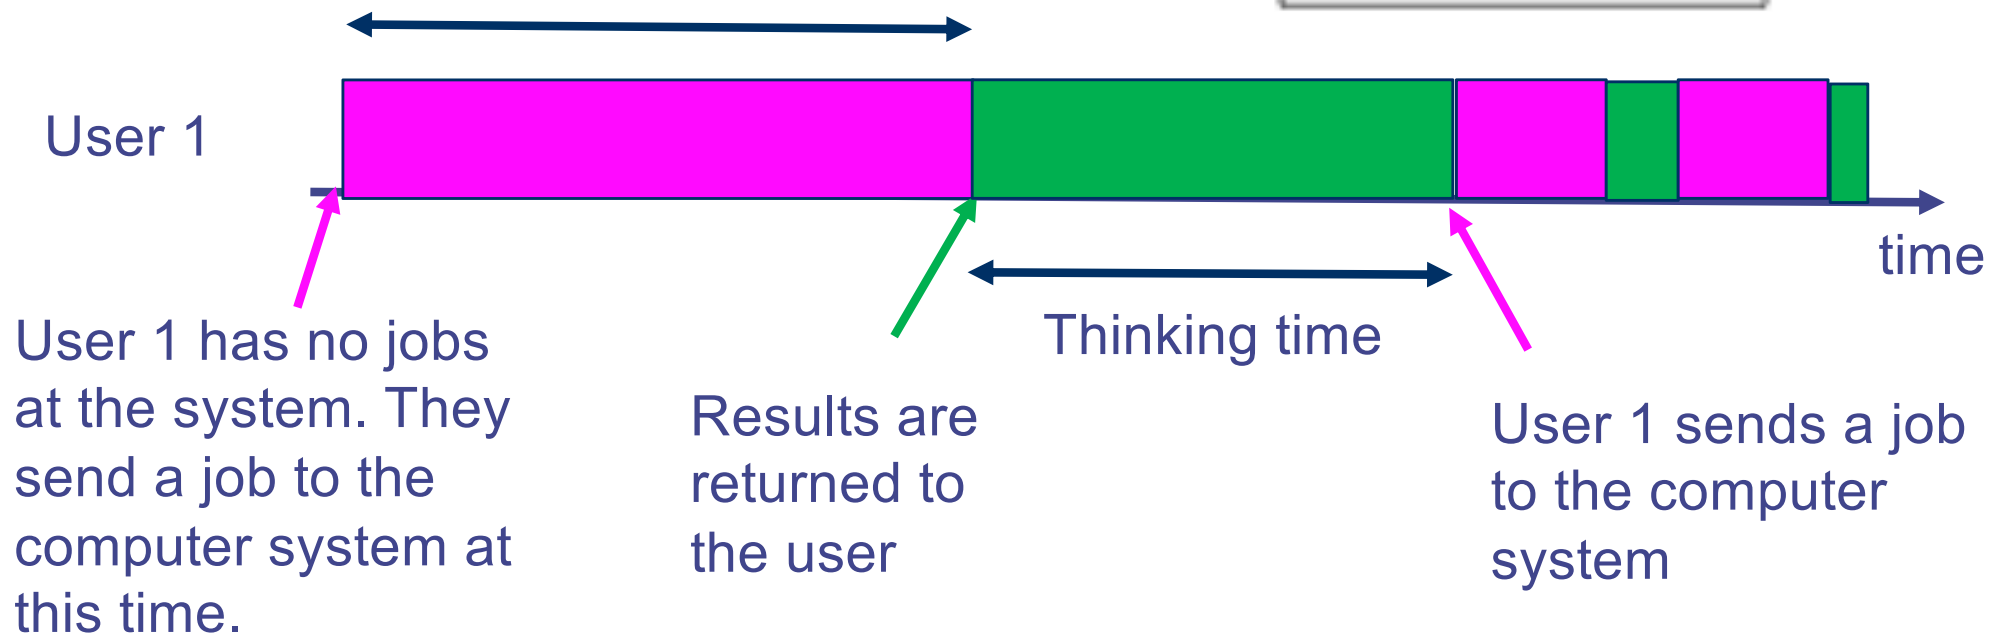 User 1
time
User 1 has no jobs
at the system. They
send a job to the
computer system at
this time.
Results are
returned to
the user
Thinking time
User 1 sends a job
to the computer
system